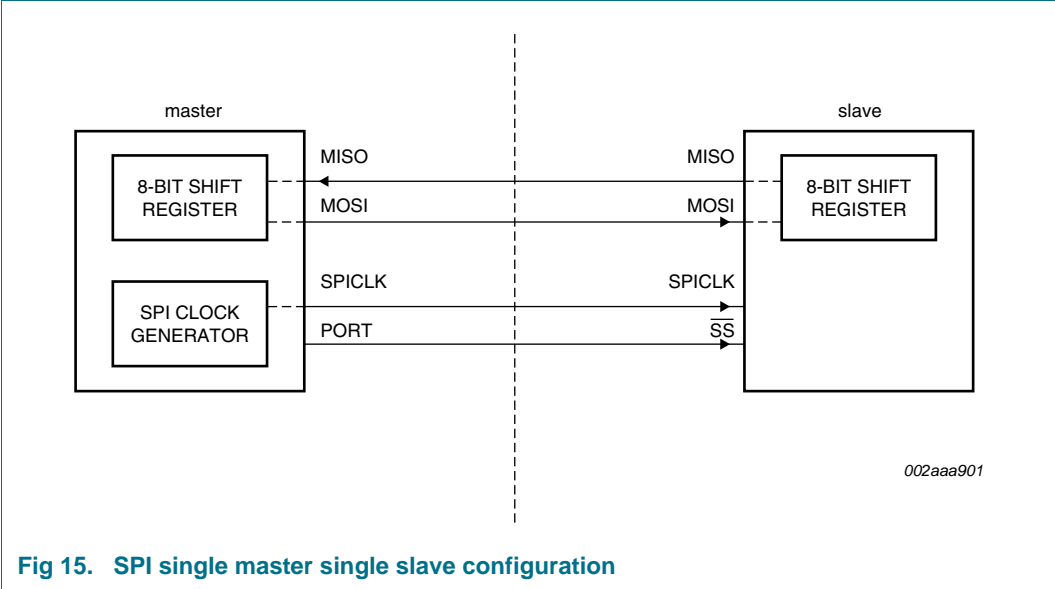 master
slave
8-BIT SHIFT
REGISTER
MISO
MISO
MOSI
MOSI
8-BIT SHIFT
REGISTER
SPI CLOCK
GENERATOR
SPICLK
SPICLK
PORT
S̅S̅
002aaa901
Fig 15. SPI single master single slave configuration